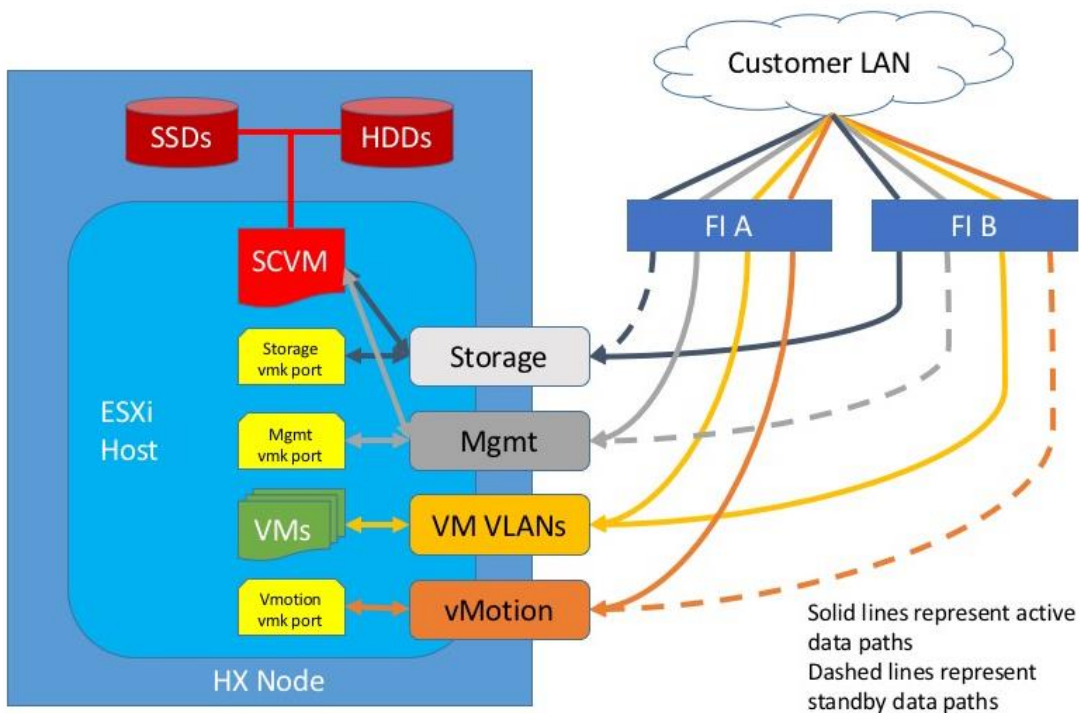 Customer LAN
SSDs
HDDs
FI A
FI B
SCVM
Storage
vmk port
Storage
ESXi
Host
Mgmt
vmk port
Mgmt
VMs
VM VLANs
Vmotion
vmk port
vMotion
Solid lines represent active
data paths
Dashed lines represent
standby data paths
HX Node